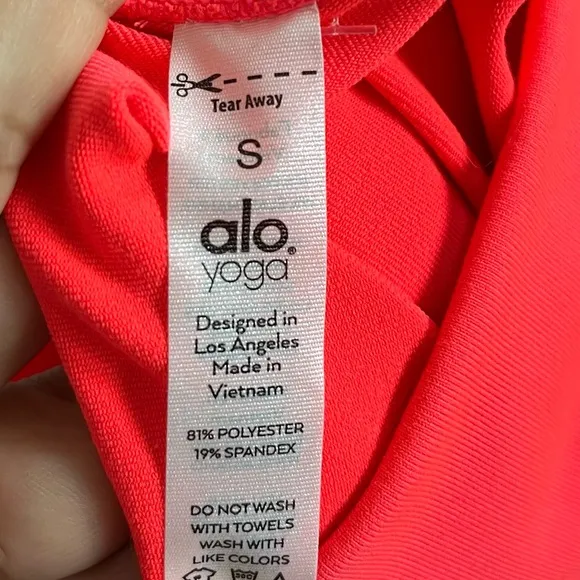 Tear Away
S
alo
yoga
Designed in
Los Angeles
Made in
Vietnam
81% POLYESTER
19% SPANDEX
DO NOT WASH
WITH TOWELS
WASH WITH
LIKE COLORS